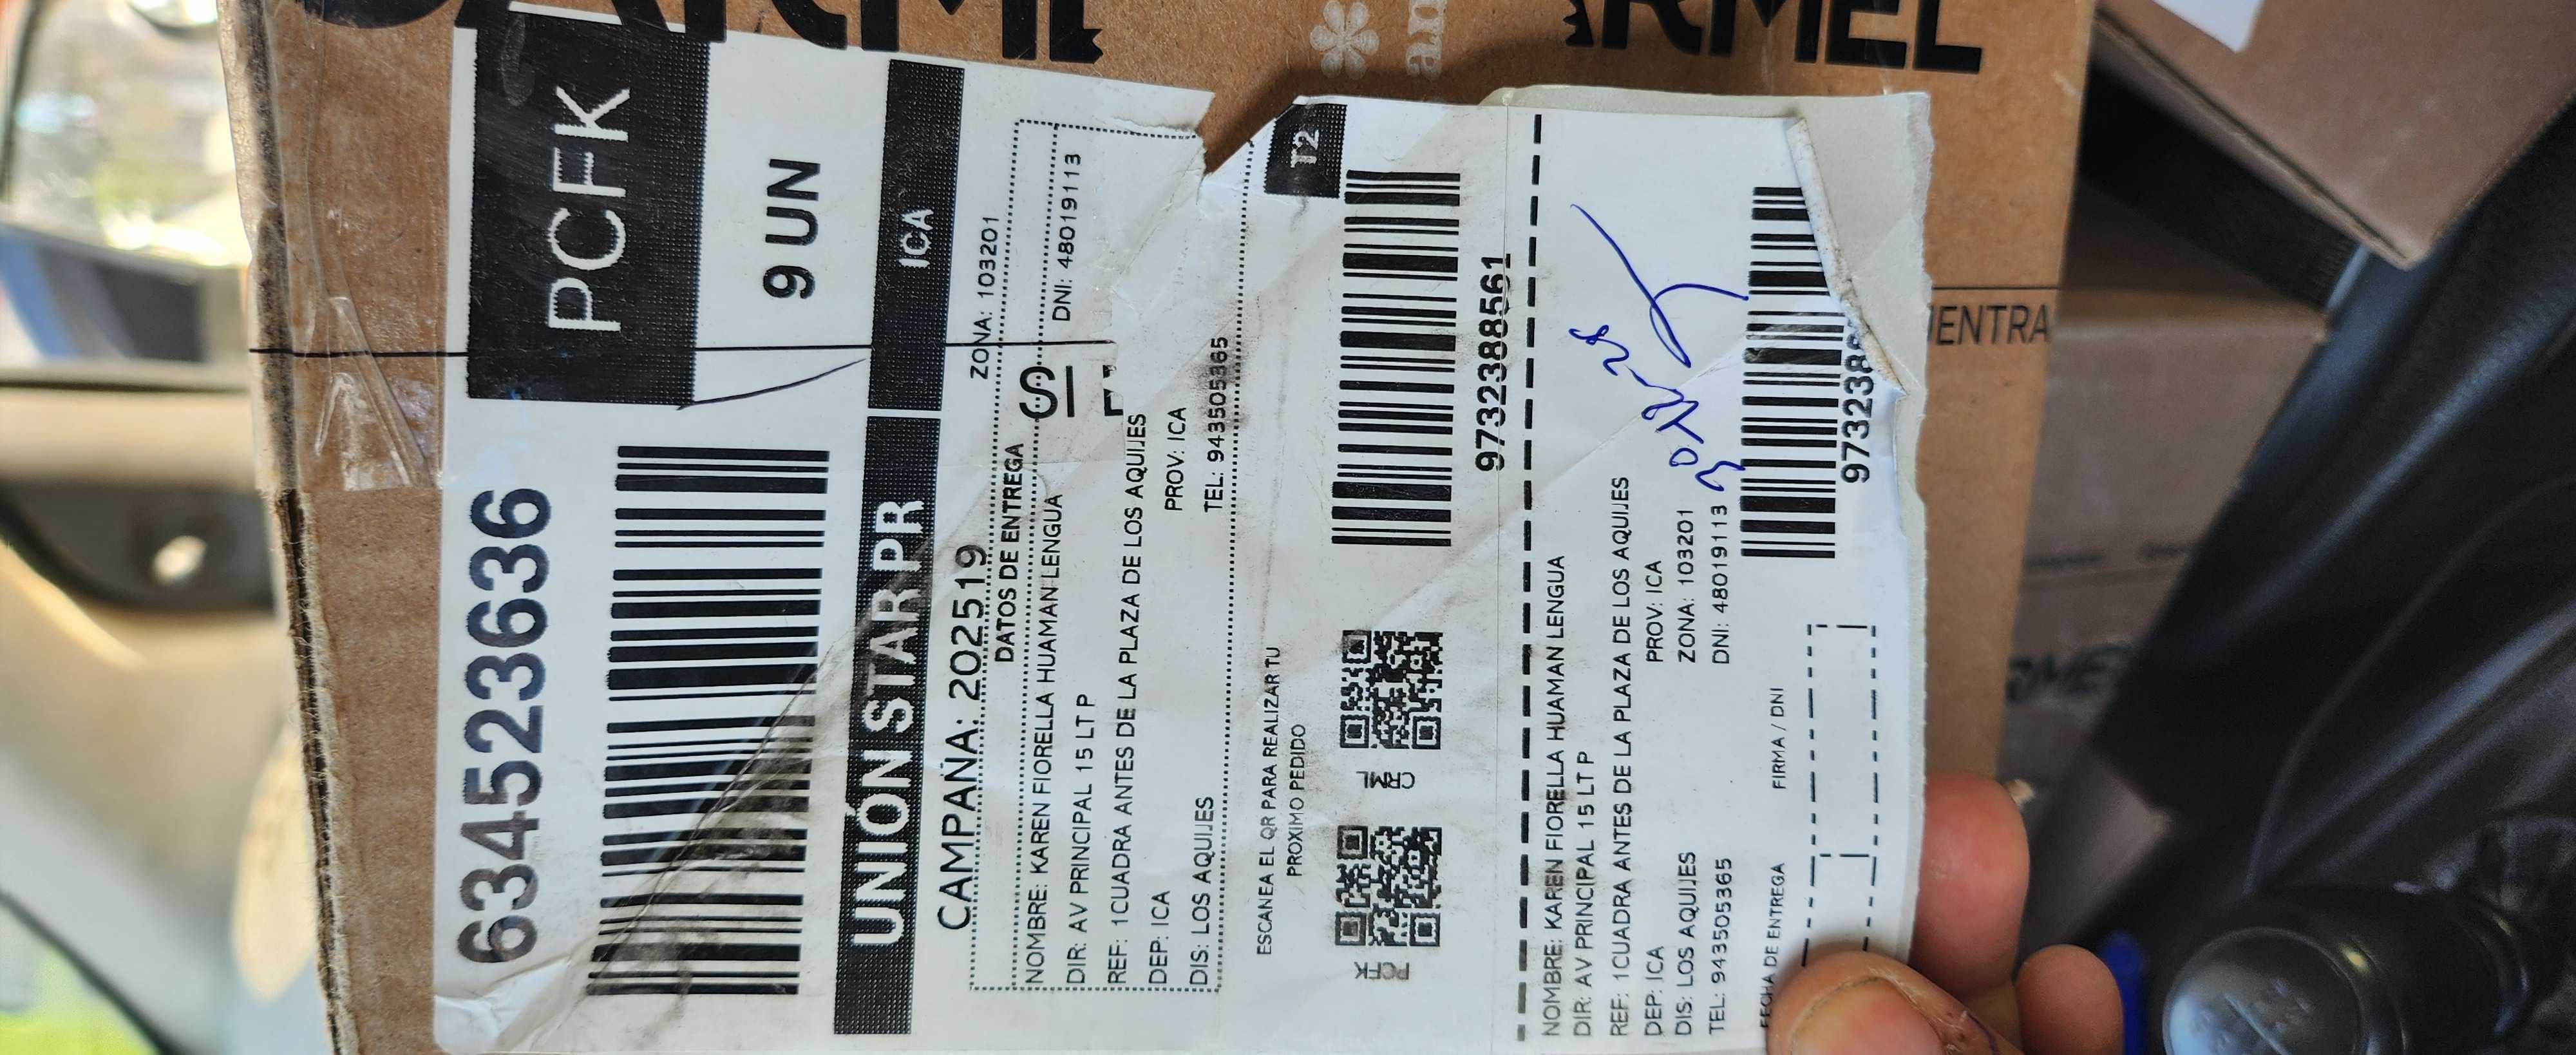 CARMEL
PCFK
9 UN
634523636
UNIÓN STAR PR
ICA
CAMPAÑA: 202519
ZONA: 103201
DATOS DE ENTREGA
NOMBRE: KAREN FIORELLA HUAMAN LENGUA
DNI: 48019113
DIR: AV PRINCIPAL 15 LT P
REF: 1CUADRA ANTES DE LA PLAZA DE LOS AQUIJES
DEP: ICA
PROV: ICA
DIS: LOS AQUIJES
TEL: 943505365
SI
T2
ESCANEA EL QR PARA REALIZAR TU
PROXIMO PEDIDO
PCFK
9732388561
NOMBRE: KAREN FIORELLA HUAMAN LENGUA
DIR: AV PRINCIPAL 15 LT P
REF: 1CUADRA ANTES DE LA PLAZA DE LOS AQUIJES
DEP: ICA
PROV: ICA
DIS: LOS AQUIJES
ZONA: 103201
TEL: 943505365
DNI: 48019113
FECHA DE ENTREGA
FIRMA / DNI
973238